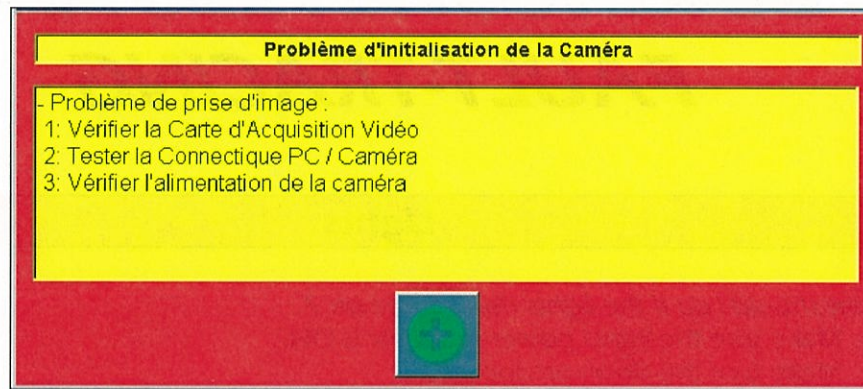 Problème d'initialisation de la Caméra
- Problème de prise d'image :
1: Vérifier la Carte d'Acquisition Vidéo
2: Tester la Connectique PC / Caméra
3: Vérifier l'alimentation de la caméra